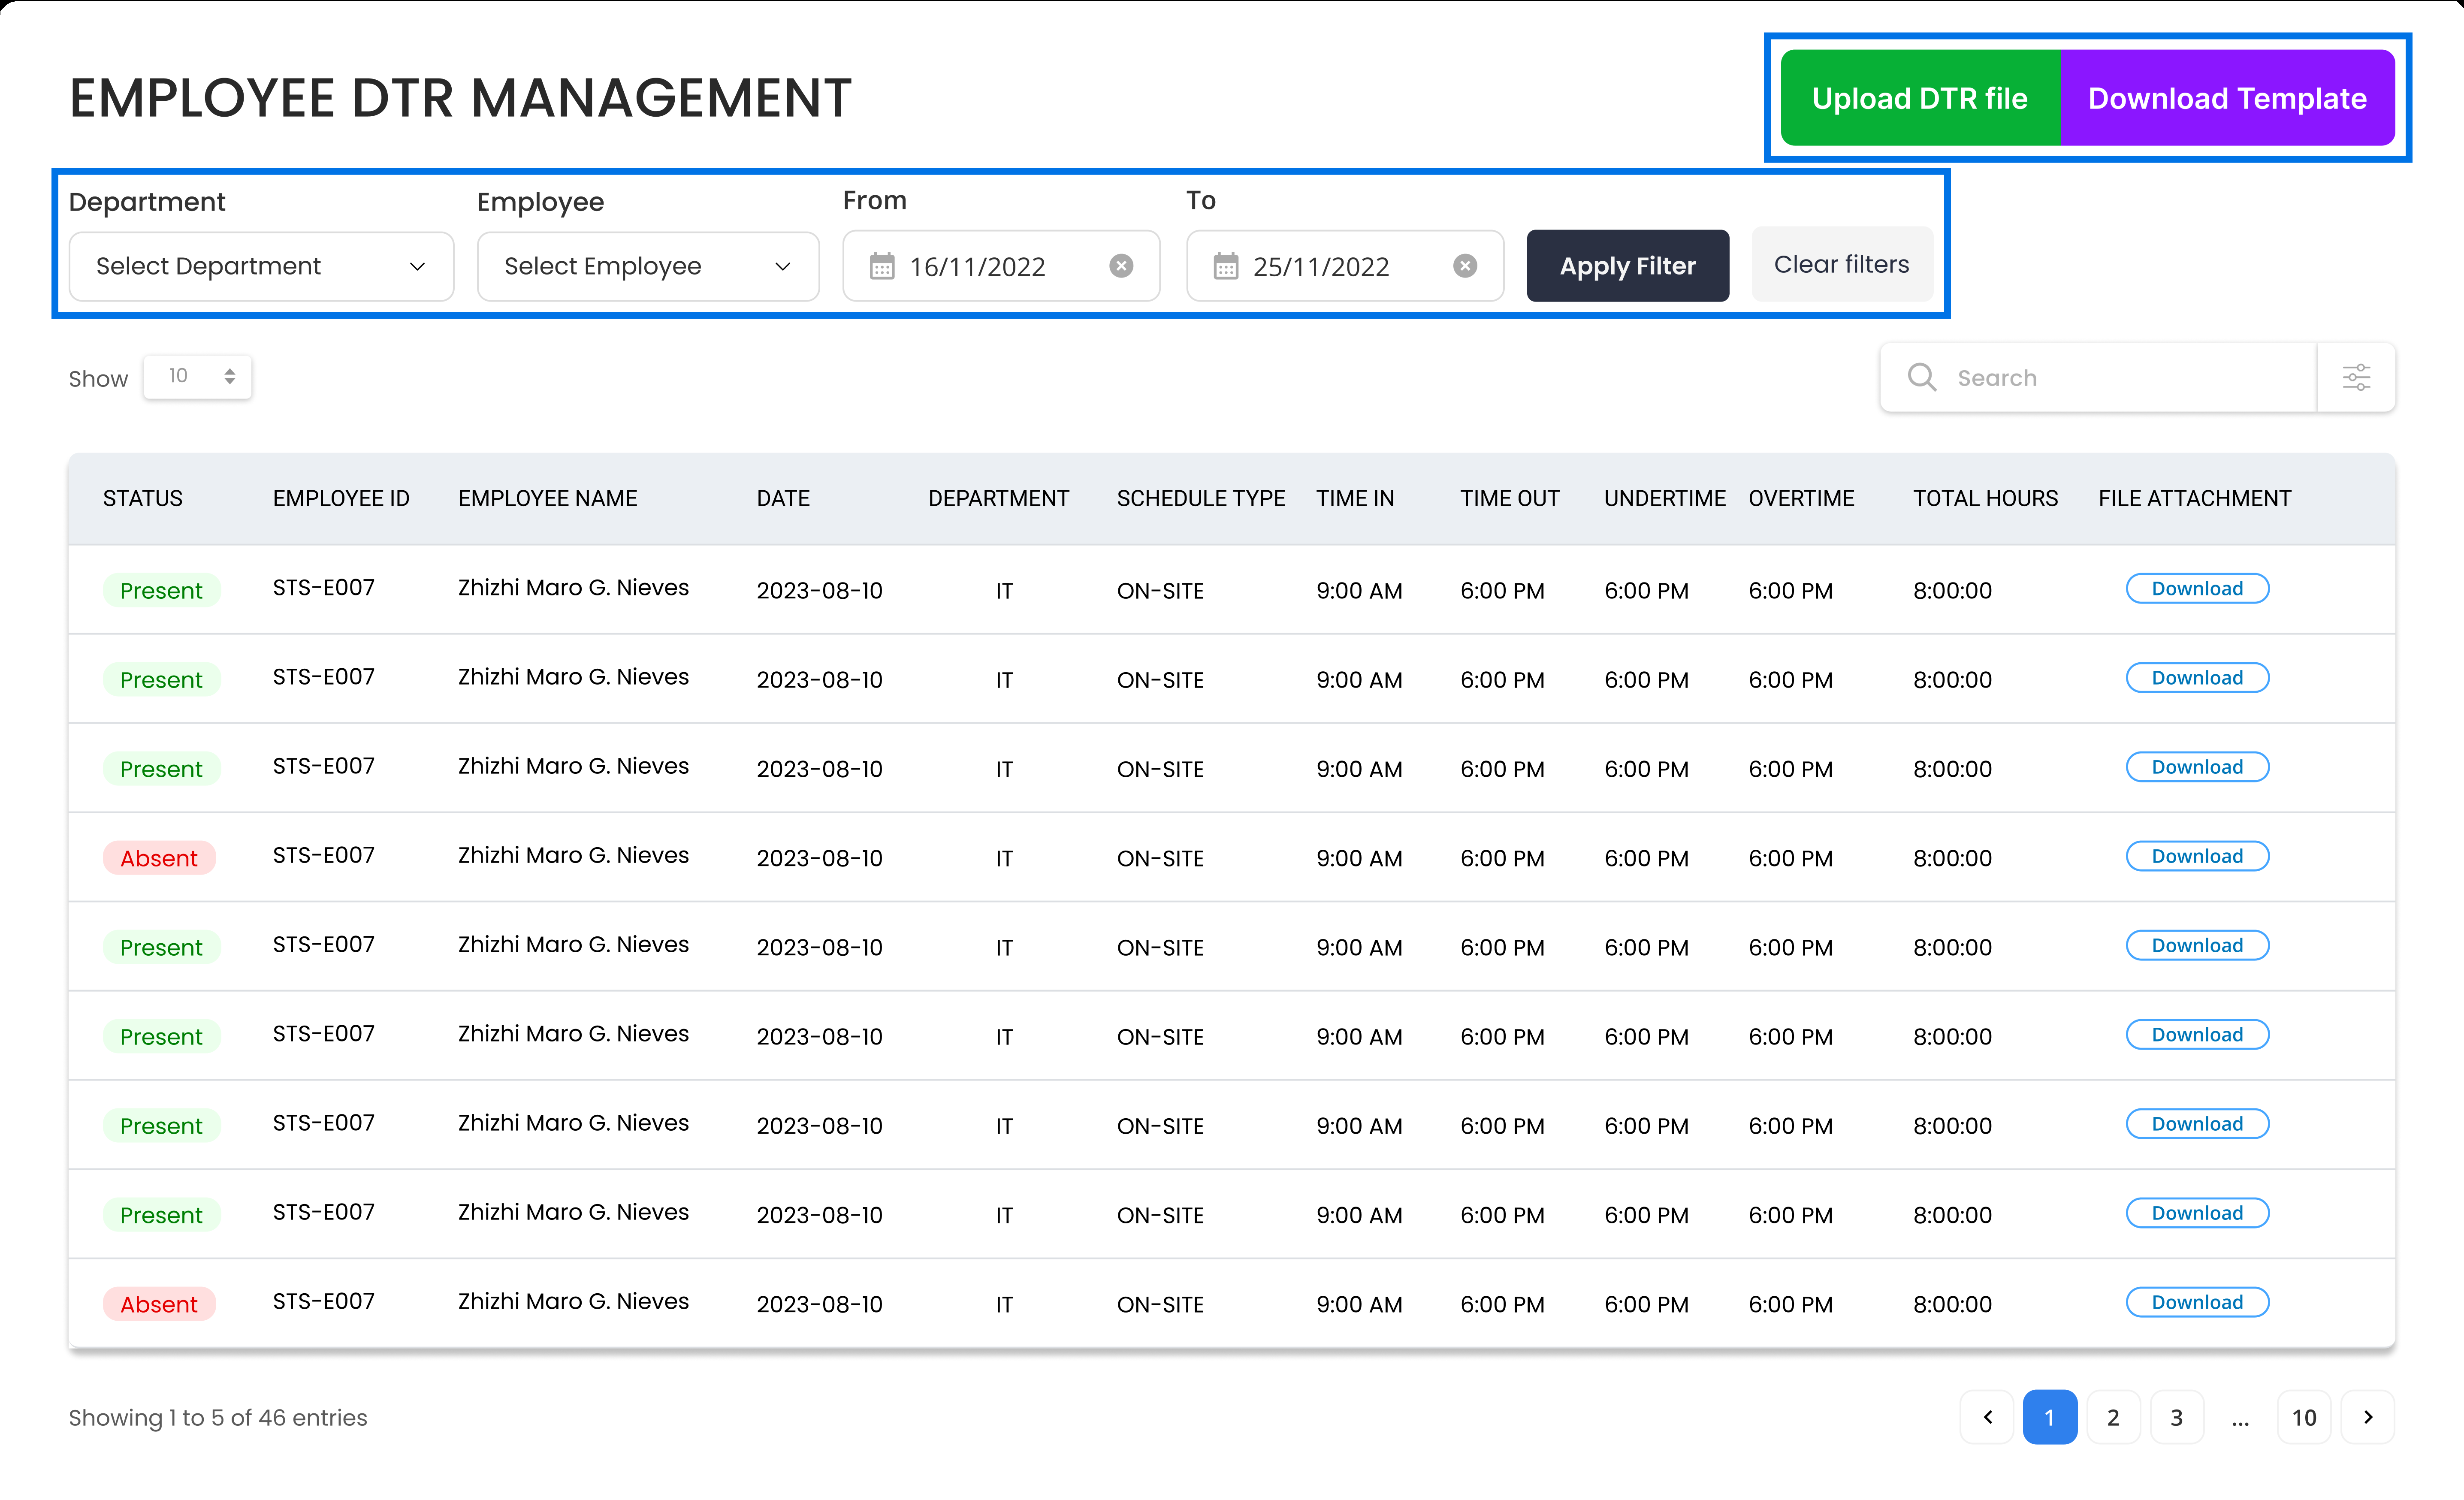 EMPLOYEE DTR MANAGEMENT
Upload DTR file Download Template
Department Employee From To
Select Department Select Employee 16/11/2022 25/11/2022 Apply Filter Clear filters
Show 10 Search
STATUS EMPLOYEE ID EMPLOYEE NAME DATE DEPARTMENT SCHEDULE TYPE TIME IN TIME OUT UNDERTIME OVERTIME TOTAL HOURS FILE ATTACHMENT
Present STS-E007 Zhizhi Maro G. Nieves 2023-08-10 IT ON-SITE 9:00 AM 6:00 PM 6:00 PM 6:00 PM 8:00:00 Download
Present STS-E007 Zhizhi Maro G. Nieves 2023-08-10 IT ON-SITE 9:00 AM 6:00 PM 6:00 PM 6:00 PM 8:00:00 Download
Present STS-E007 Zhizhi Maro G. Nieves 2023-08-10 IT ON-SITE 9:00 AM 6:00 PM 6:00 PM 6:00 PM 8:00:00 Download
Absent STS-E007 Zhizhi Maro G. Nieves 2023-08-10 IT ON-SITE 9:00 AM 6:00 PM 6:00 PM 6:00 PM 8:00:00 Download
Present STS-E007 Zhizhi Maro G. Nieves 2023-08-10 IT ON-SITE 9:00 AM 6:00 PM 6:00 PM 6:00 PM 8:00:00 Download
Present STS-E007 Zhizhi Maro G. Nieves 2023-08-10 IT ON-SITE 9:00 AM 6:00 PM 6:00 PM 6:00 PM 8:00:00 Download
Present STS-E007 Zhizhi Maro G. Nieves 2023-08-10 IT ON-SITE 9:00 AM 6:00 PM 6:00 PM 6:00 PM 8:00:00 Download
Present STS-E007 Zhizhi Maro G. Nieves 2023-08-10 IT ON-SITE 9:00 AM 6:00 PM 6:00 PM 6:00 PM 8:00:00 Download
Absent STS-E007 Zhizhi Maro G. Nieves 2023-08-10 IT ON-SITE 9:00 AM 6:00 PM 6:00 PM 6:00 PM 8:00:00 Download
Showing 1 to 5 of 46 entries 1 2 3 ... 10